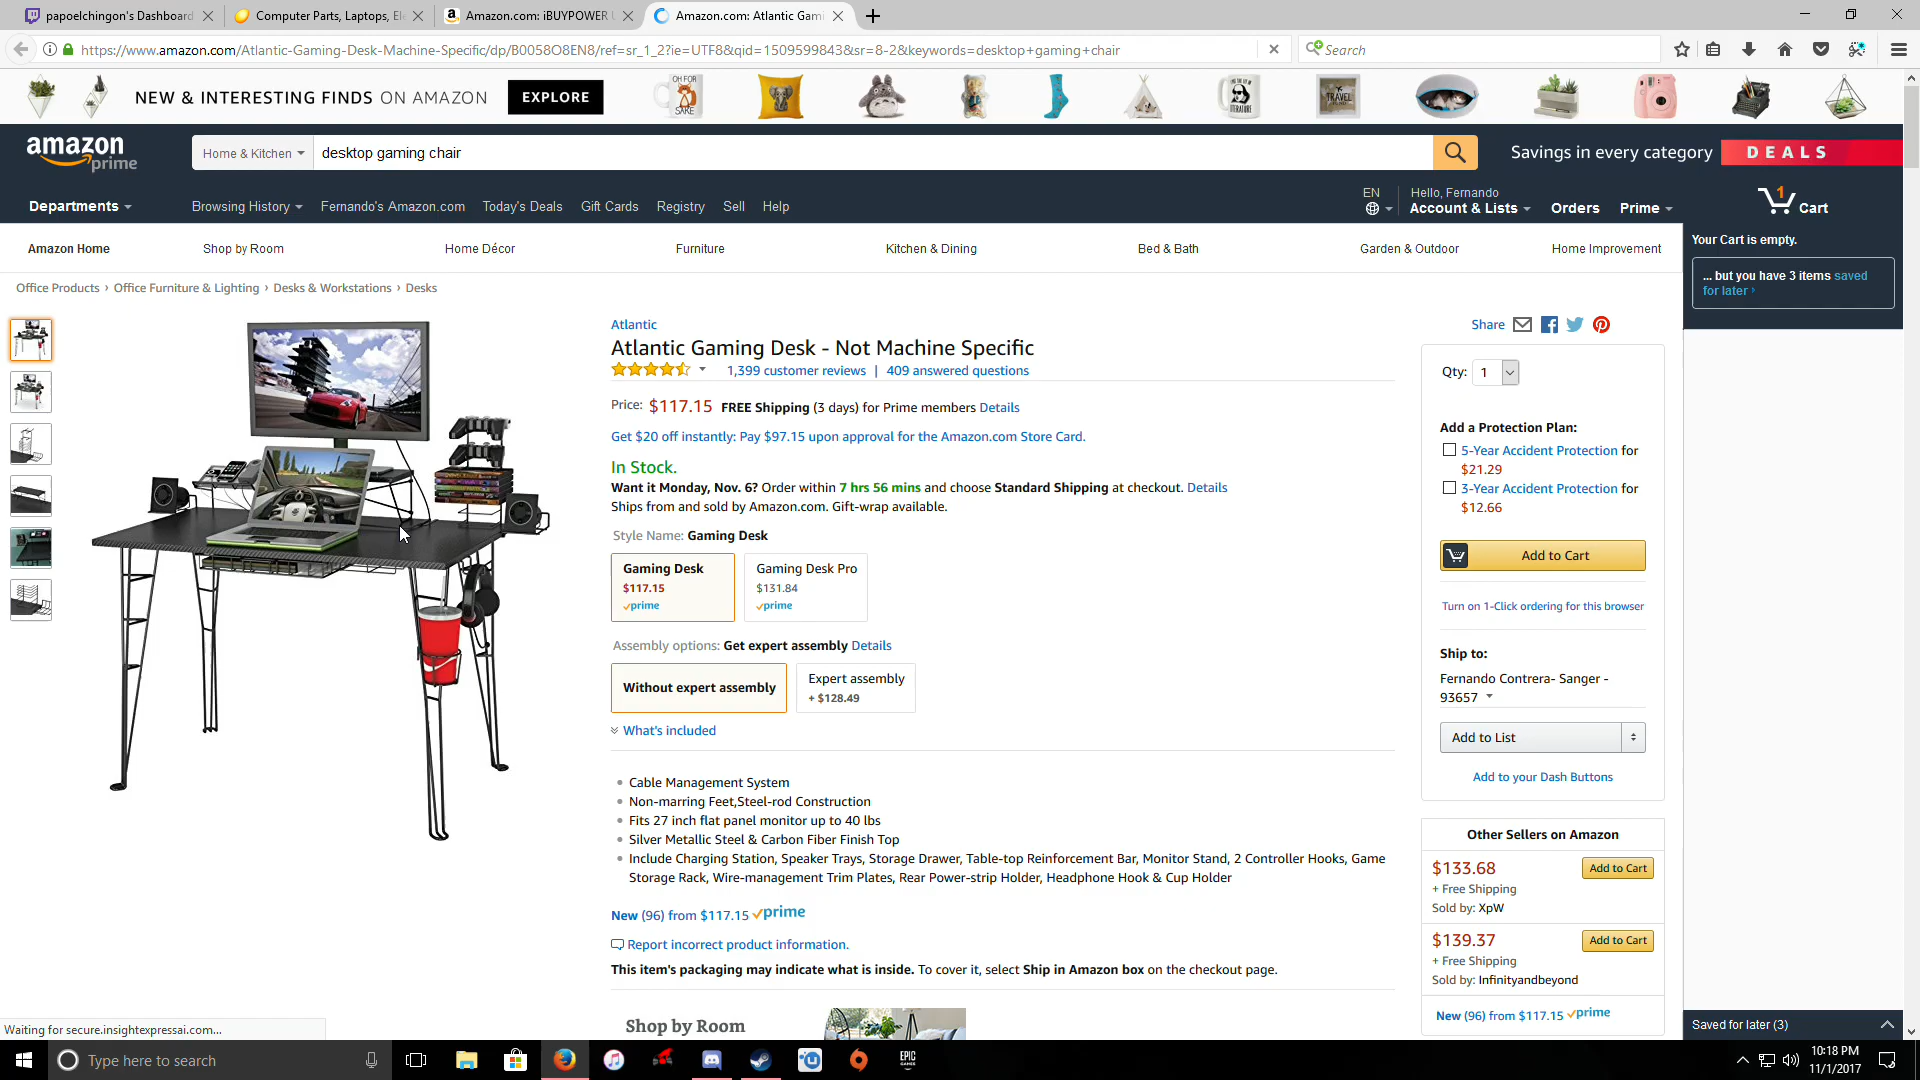 papoelchingon's Dashboard
Computer Parts, Laptops, El
Amazon.com: iBUYPOWER
Amazon.com: Atlantic Gam
https://www.amazon.com/Atlantic-Gaming-Desk-Machine-Specific/dp/B0058O8EN8/ref=sr_1_2?ie=UTF8&qid=1509599843&sr=8-2&keywords=desktop+gaming+chair
Search
NEW & INTERESTING FINDS ON AMAZON
EXPLORE
OH FOR
SAKE
TRAVEL
LITERATURE
amazon
prime
Home & Kitchen
desktop gaming chair
Savings in every category
DEALS
Departments
Browsing History
Fernando's Amazon.com
Today's Deals
Gift Cards
Registry
Sell
Help
EN
Hello, Fernando
Account & Lists
Orders
Prime
1
Cart
Amazon Home
Shop by Room
Home Décor
Furniture
Kitchen & Dining
Bed & Bath
Garden & Outdoor
Home Improvement
Your Cart is empty.
... but you have 3 items saved
for later ›
Office Products › Office Furniture & Lighting › Desks & Workstations › Desks
Atlantic
Atlantic Gaming Desk - Not Machine Specific
1,399 customer reviews | 409 answered questions
Price: $117.15 FREE Shipping (3 days) for Prime members Details
Get $20 off instantly: Pay $97.15 upon approval for the Amazon.com Store Card.
In Stock.
Want it Monday, Nov. 6? Order within 7 hrs 56 mins and choose Standard Shipping at checkout. Details
Ships from and sold by Amazon.com. Gift-wrap available.
Style Name: Gaming Desk
Gaming Desk
$117.15
prime
Gaming Desk Pro
$131.84
prime
Assembly options: Get expert assembly Details
Without expert assembly
Expert assembly
+ $128.49
What's included
Cable Management System
Non-marring Feet,Steel-rod Construction
Fits 27 inch flat panel monitor up to 40 lbs
Silver Metallic Steel & Carbon Fiber Finish Top
Include Charging Station, Speaker Trays, Storage Drawer, Table-top Reinforcement Bar, Monitor Stand, 2 Controller Hooks, Game
Storage Rack, Wire-management Trim Plates, Rear Power-strip Holder, Headphone Hook & Cup Holder
New (96) from $117.15 prime
Report incorrect product information.
This item's packaging may indicate what is inside. To cover it, select Ship in Amazon box on the checkout page.
Shop by Room
Share
Qty: 1
Add a Protection Plan:
5-Year Accident Protection for
$21.29
3-Year Accident Protection for
$12.66
Add to Cart
Turn on 1-Click ordering for this browser
Ship to:
Fernando Contrera- Sanger -
93657
Add to List
Add to your Dash Buttons
Other Sellers on Amazon
$133.68
Add to Cart
+ Free Shipping
Sold by: XpW
$139.37
Add to Cart
+ Free Shipping
Sold by: Infinityandbeyond
New (96) from $117.15 prime
Saved for later (3)
Waiting for secure.insightexpressai.com...
Type here to search
EPIC
GAMES
10:18 PM
11/1/2017